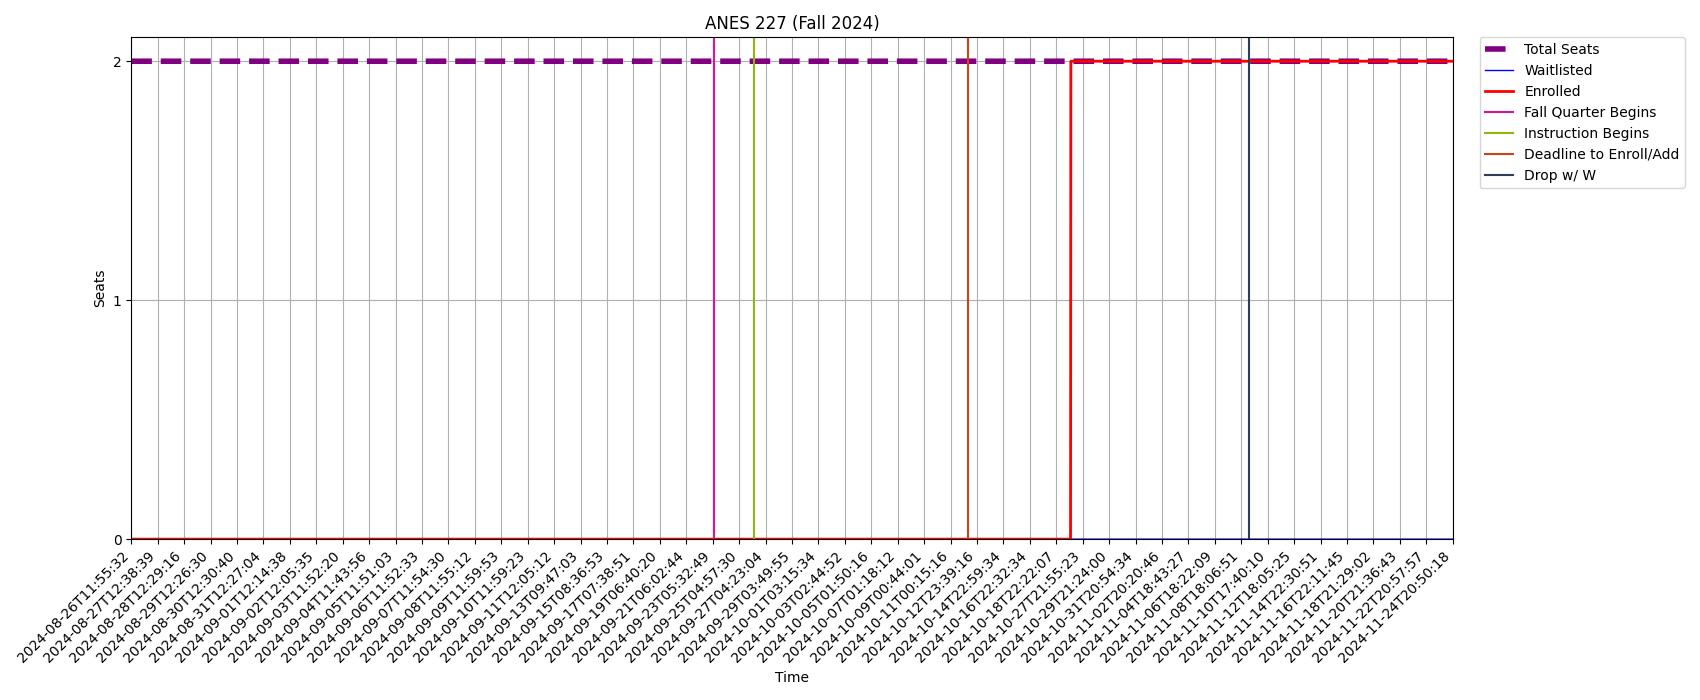 ANES 227 (Fall 2024)
Total Seats
Waitlisted
Enrolled
Fall Quarter Begins
Instruction Begins
Deadline to Enroll/Add
Drop w/ W
2
1
0
Seats
2024-08-26T11:55:32
2024-08-27T12:38:39
2024-08-28T12:29:16
2024-08-29T12:26:30
2024-08-30T12:30:40
2024-08-31T12:27:04
2024-09-01T12:14:38
2024-09-02T12:05:35
2024-09-03T11:52:20
2024-09-04T11:43:56
2024-09-05T11:51:03
2024-09-06T11:52:33
2024-09-07T11:54:30
2024-09-08T11:55:12
2024-09-09T11:59:53
2024-09-10T11:59:23
2024-09-11T12:05:12
2024-09-13T09:47:03
2024-09-15T08:36:53
2024-09-17T07:38:51
2024-09-19T06:40:20
2024-09-21T06:02:44
2024-09-23T05:32:49
2024-09-25T04:57:30
2024-09-27T04:23:04
2024-09-29T03:49:55
2024-10-01T03:15:34
2024-10-03T02:44:52
2024-10-05T01:50:16
2024-10-07T01:18:12
2024-10-09T00:44:01
2024-10-11T00:15:16
2024-10-12T23:39:16
2024-10-14T22:59:34
2024-10-16T22:32:34
2024-10-18T22:22:07
2024-10-27T21:55:23
2024-10-29T21:24:00
2024-10-31T20:54:34
2024-11-02T20:20:46
2024-11-04T18:43:27
2024-11-06T18:22:09
2024-11-08T18:06:51
2024-11-10T17:40:10
2024-11-12T18:05:25
2024-11-14T22:30:51
2024-11-16T22:11:45
2024-11-18T21:29:02
2024-11-20T21:36:43
2024-11-22T20:57:57
2024-11-24T20:50:18
Time